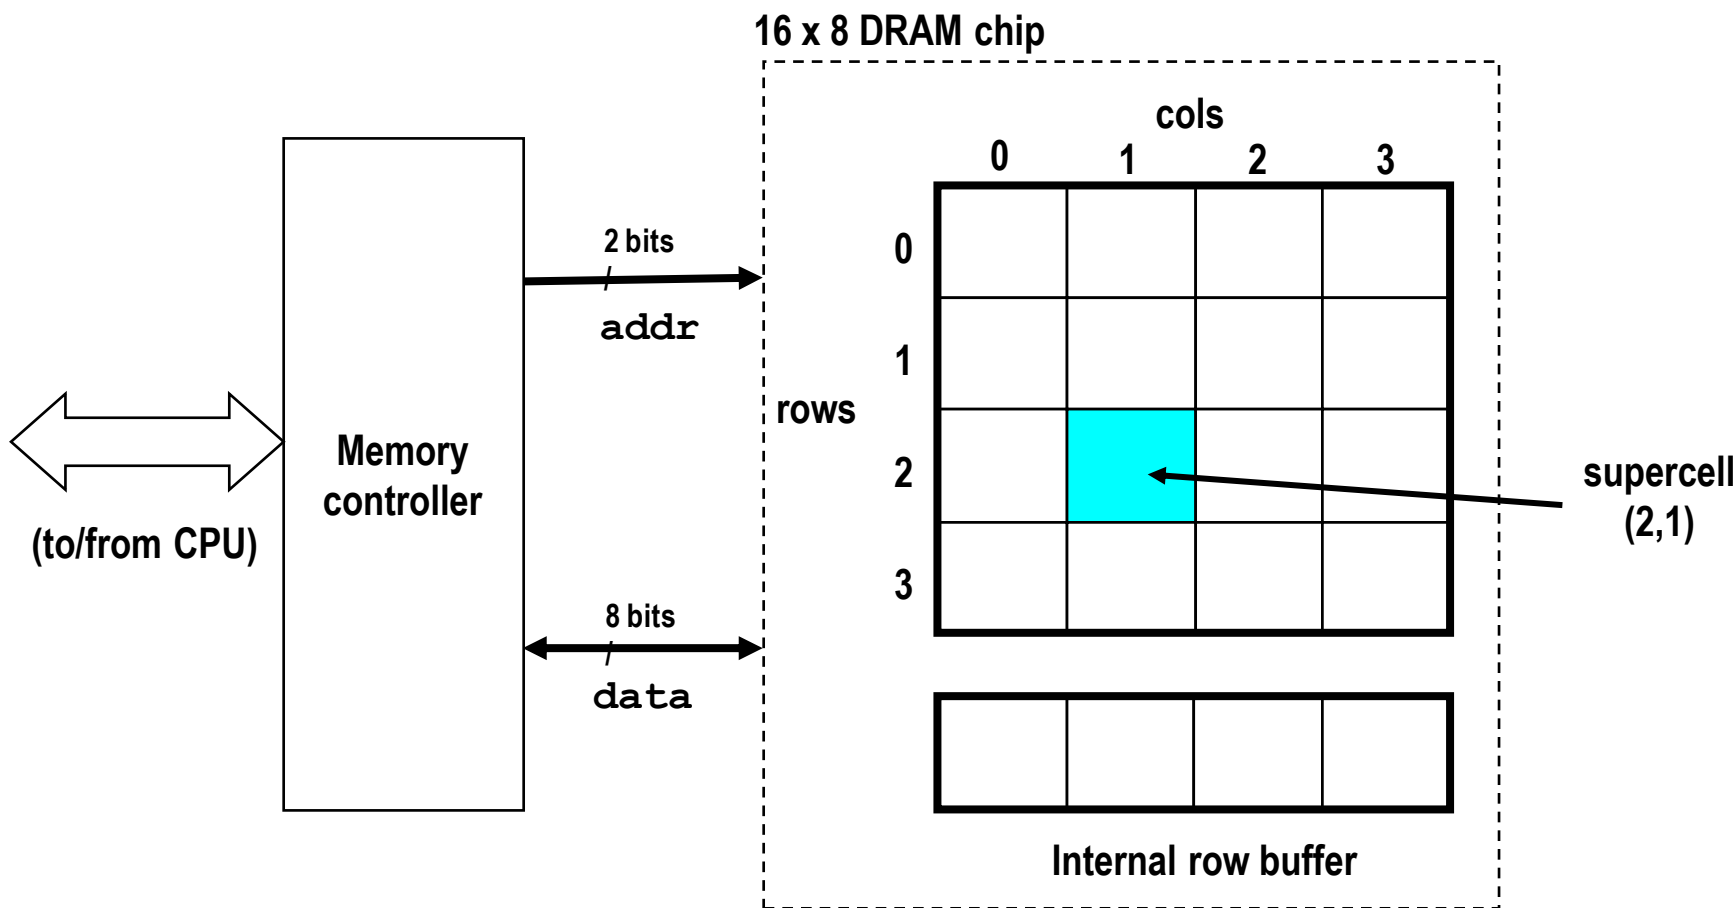 16 x 8 DRAM chip
cols
0 1 2 3
2 bits
addr
0
1
rows
2
3
Memory
controller
(to/from CPU)
8 bits
data
supercell
(2,1)
Internal row buffer